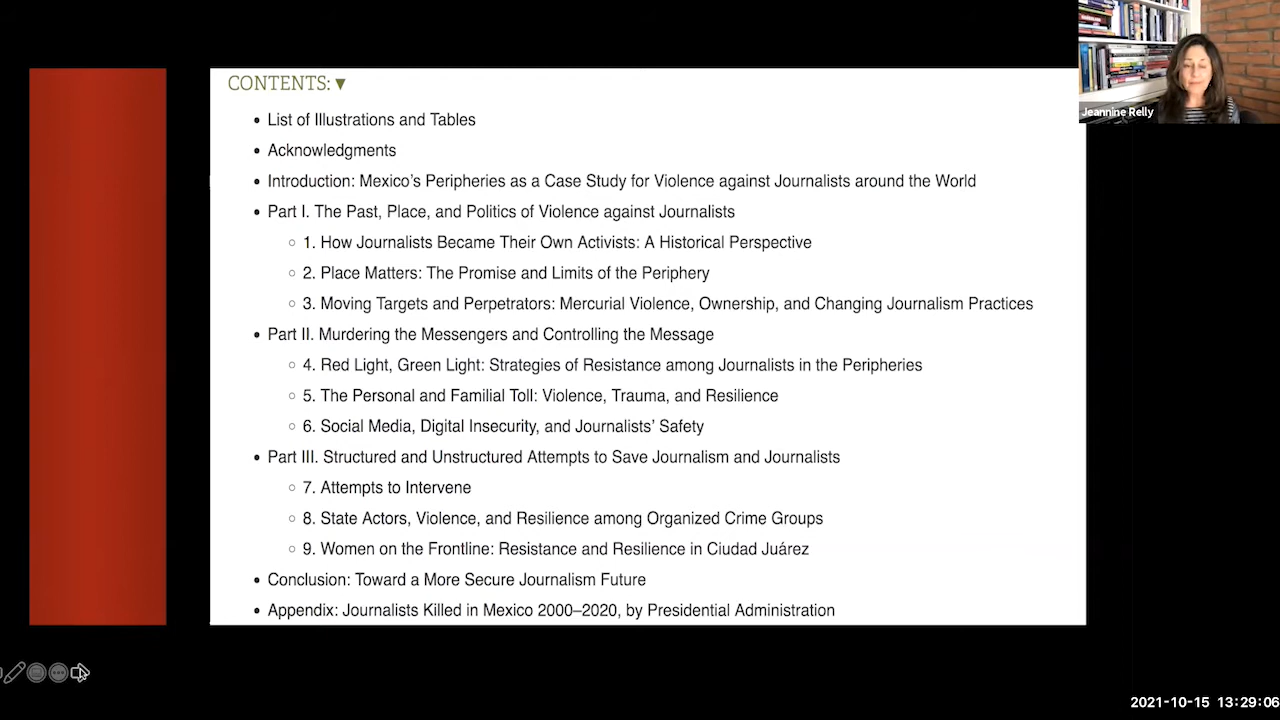 CONTENTS: ▼
• List of Illustrations and Tables
• Acknowledgments
• Introduction: Mexico's Peripheries as a Case Study for Violence against Journalists around the World
• Part I. The Past, Place, and Politics of Violence against Journalists
○ 1. How Journalists Became Their Own Activists: A Historical Perspective
○ 2. Place Matters: The Promise and Limits of the Periphery
○ 3. Moving Targets and Perpetrators: Mercurial Violence, Ownership, and Changing Journalism Practices
• Part II. Murdering the Messengers and Controlling the Message
○ 4. Red Light, Green Light: Strategies of Resistance among Journalists in the Peripheries
○ 5. The Personal and Familial Toll: Violence, Trauma, and Resilience
○ 6. Social Media, Digital Insecurity, and Journalists' Safety
• Part III. Structured and Unstructured Attempts to Save Journalism and Journalists
○ 7. Attempts to Intervene
○ 8. State Actors, Violence, and Resilience among Organized Crime Groups
○ 9. Women on the Frontline: Resistance and Resilience in Ciudad Juárez
• Conclusion: Toward a More Secure Journalism Future
• Appendix: Journalists Killed in Mexico 2000–2020, by Presidential Administration
Jeannine Relly
2021-10-15 13:29:06